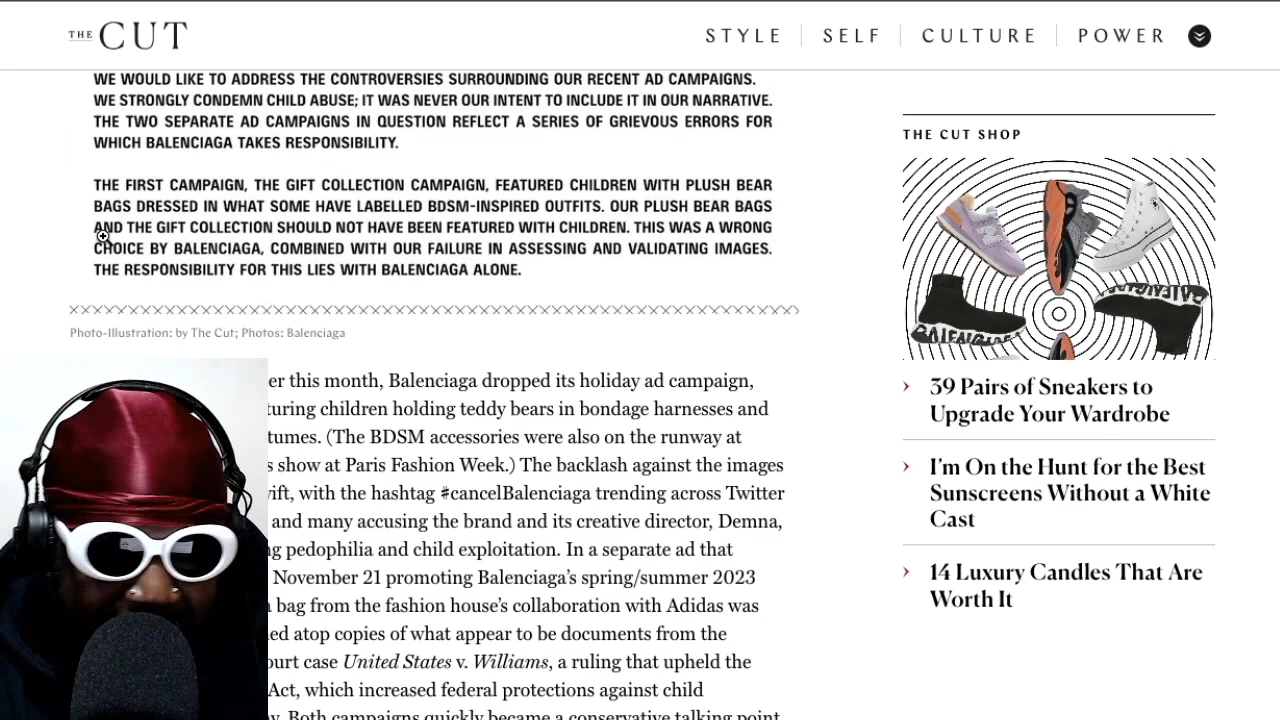 THE CUT
STYLE SELF CULTURE POWER
WE WOULD LIKE TO ADDRESS THE CONTROVERSIES SURROUNDING OUR RECENT AD CAMPAIGNS.
WE STRONGLY CONDEMN CHILD ABUSE; IT WAS NEVER OUR INTENT TO INCLUDE IT IN OUR NARRATIVE.
THE TWO SEPARATE AD CAMPAIGNS IN QUESTION REFLECT A SERIES OF GRIEVOUS ERRORS FOR
WHICH BALENCIAGA TAKES RESPONSIBILITY.
THE FIRST CAMPAIGN, THE GIFT COLLECTION CAMPAIGN, FEATURED CHILDREN WITH PLUSH BEAR
BAGS DRESSED IN WHAT SOME HAVE LABELLED BDSM-INSPIRED OUTFITS. OUR PLUSH BEAR BAGS
AND THE GIFT COLLECTION SHOULD NOT HAVE BEEN FEATURED WITH CHILDREN. THIS WAS A WRONG
CHOICE BY BALENCIAGA, COMBINED WITH OUR FAILURE IN ASSESSING AND VALIDATING IMAGES.
THE RESPONSIBILITY FOR THIS LIES WITH BALENCIAGA ALONE.
Photo-Illustration: by The Cut; Photos: Balenciaga
er this month, Balenciaga dropped its holiday ad campaign,
turing children holding teddy bears in bondage harnesses and
tumes. (The BDSM accessories were also on the runway at
s show at Paris Fashion Week.) The backlash against the images
ift, with the hashtag #cancelBalenciaga trending across Twitter
and many accusing the brand and its creative director, Demna,
g pedophilia and child exploitation. In a separate ad that
November 21 promoting Balenciaga's spring/summer 2023
bag from the fashion house's collaboration with Adidas was
ed atop copies of what appear to be documents from the
ourt case United States v. Williams, a ruling that upheld the
Act, which increased federal protections against child
y. Both campaigns quickly became a conservative talking point
THE CUT SHOP
BALENCIAGA
BALENCIAGA
39 Pairs of Sneakers to
Upgrade Your Wardrobe
I'm On the Hunt for the Best
Sunscreens Without a White
Cast
14 Luxury Candles That Are
Worth It